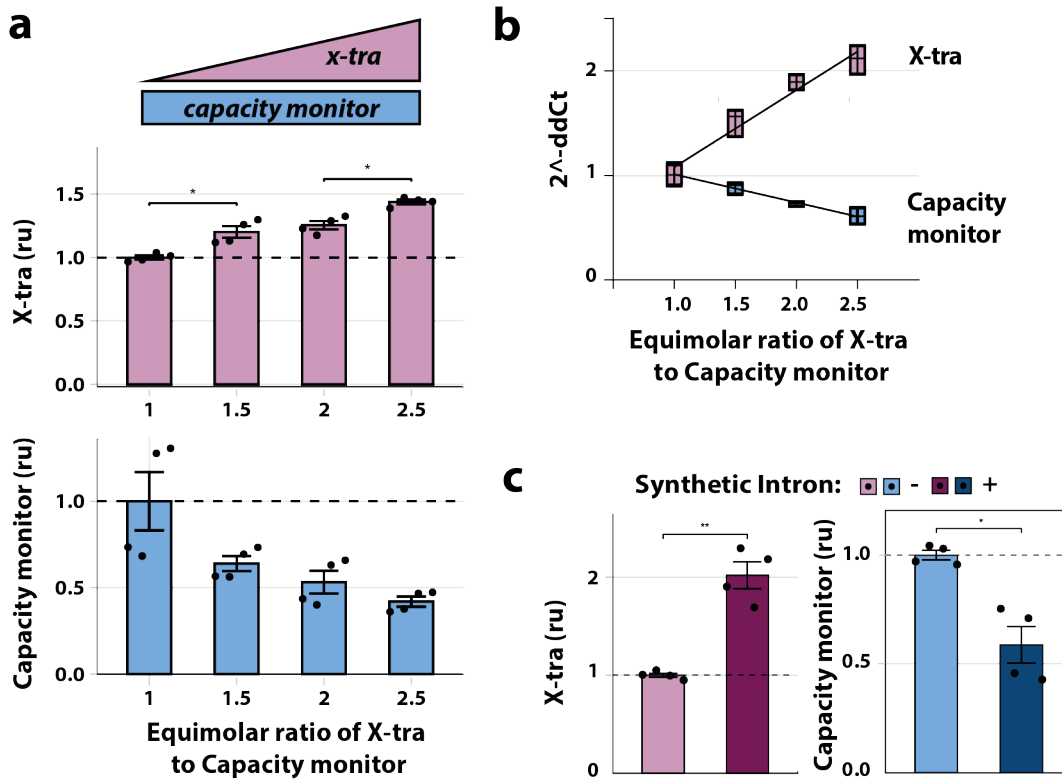 a
x-tra
capacity monitor
X-tra (ru)
1.5
1.0
0.5
0.0
*
*
1 1.5 2 2.5
Capacity monitor (ru)
1.0
0.5
0.0
1 1.5 2 2.5
Equimolar ratio of X-tra
to Capacity monitor
b
2^-ddCt
2
1
0
X-tra
Capacity
monitor
1.0 1.5 2.0 2.5
Equimolar ratio of X-tra
to Capacity monitor
c
Synthetic Intron: - +
X-tra (ru)
2
1
0
**
Capacity monitor (ru)
1.0
0.5
0.0
*